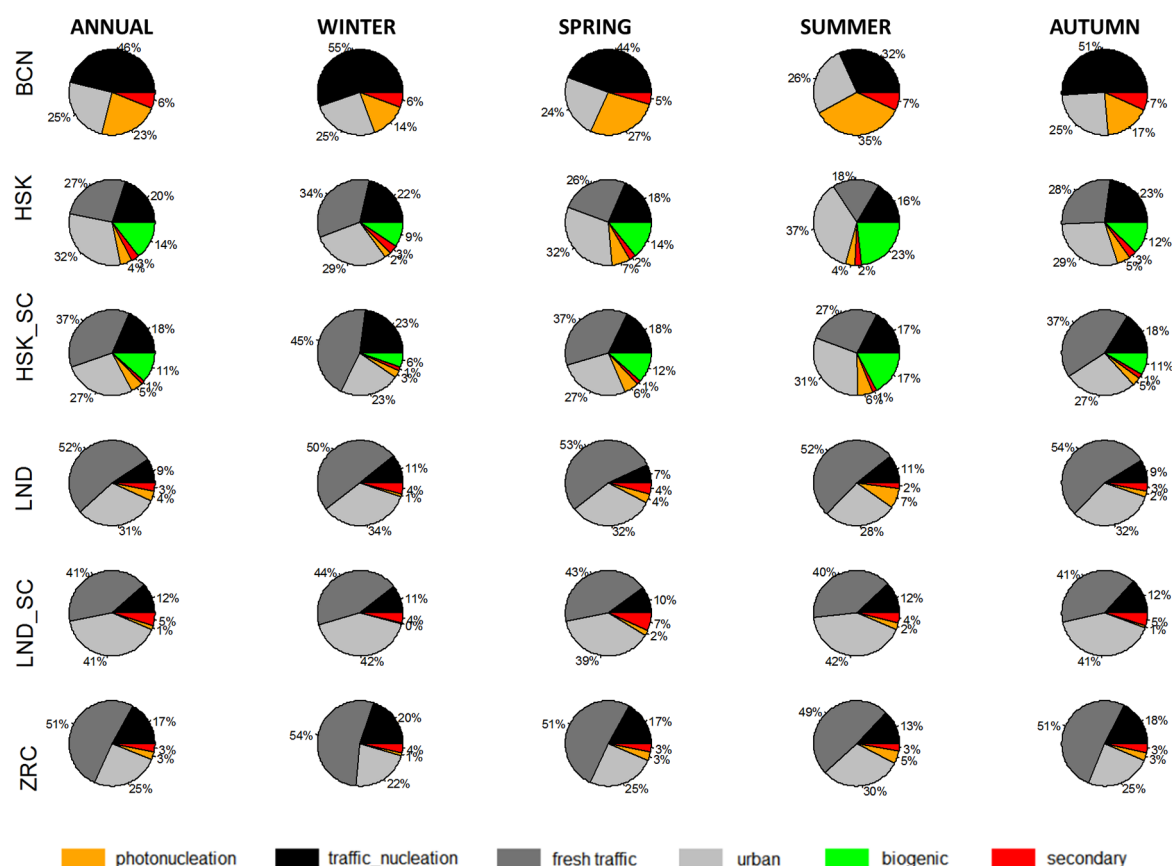 ANNUAL WINTER SPRING SUMMER AUTUMN
BCN
46% 25% 23% 6%
55% 25% 14% 6%
44% 24% 27% 5%
32% 26% 35% 7%
51% 25% 17% 7%
HSK
20% 27% 32% 4% 3% 14%
22% 34% 29% 2% 3% 9%
18% 26% 32% 7% 2% 14%
16% 18% 37% 4% 2% 23%
23% 28% 29% 5% 3% 12%
HSK_SC
18% 37% 27% 5% 1% 11%
23% 45% 23% 3% 1% 6%
18% 37% 27% 6% 1% 12%
17% 27% 31% 6% 1% 17%
18% 37% 27% 5% 1% 11%
LND
9% 52% 31% 4% 3%
11% 50% 34% 1% 4%
7% 53% 32% 4% 4%
11% 52% 28% 7% 2%
9% 54% 32% 2% 3%
LND_SC
12% 41% 41% 1% 5%
11% 44% 42% 0% 4%
10% 43% 39% 2% 7%
12% 40% 42% 2% 4%
12% 41% 41% 1% 5%
ZRC
17% 51% 25% 3% 3%
20% 54% 22% 1% 4%
17% 51% 25% 3% 3%
13% 49% 30% 5% 3%
18% 51% 25% 3% 3%
photonucleation traffic_nucleation fresh traffic urban biogenic secondary